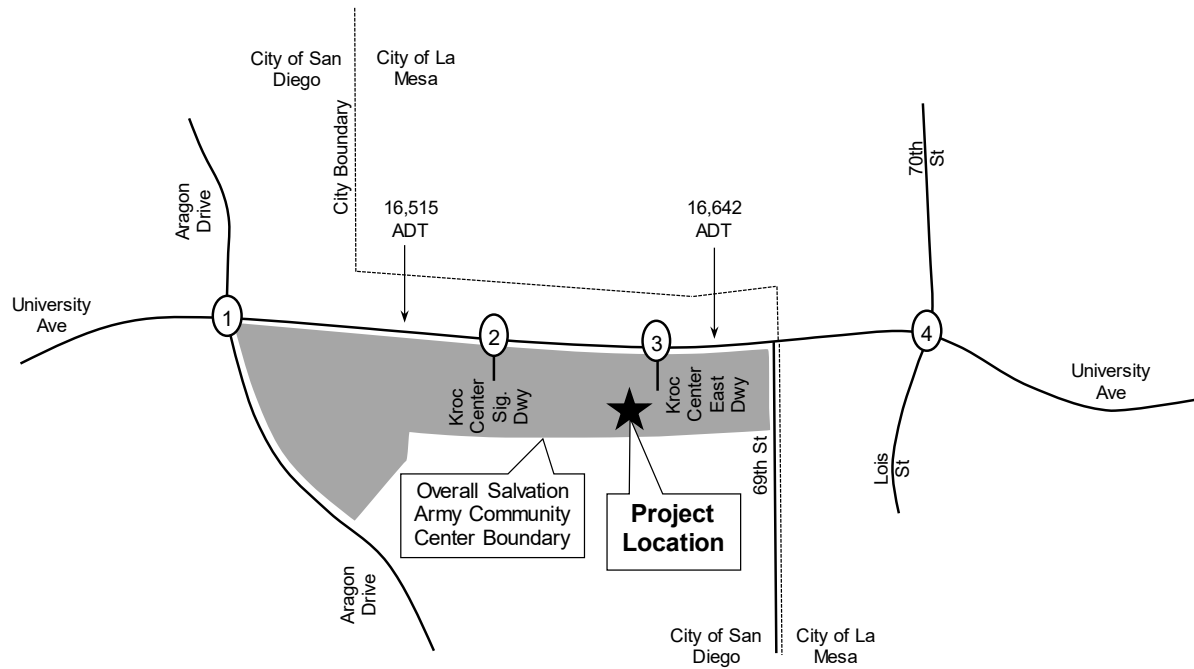 City of San
Diego
City of La
Mesa
City Boundary
70th
St
Aragon
Drive
16,515
ADT
16,642
ADT
University
Ave
1
2
3
4
Kroc
Center
Sig.
Dwy
Kroc
Center
East
Dwy
University
Ave
69th St
Lois
St
Overall Salvation
Army Community
Center Boundary
Project
Location
Aragon
Drive
City of San
Diego
City of La
Mesa